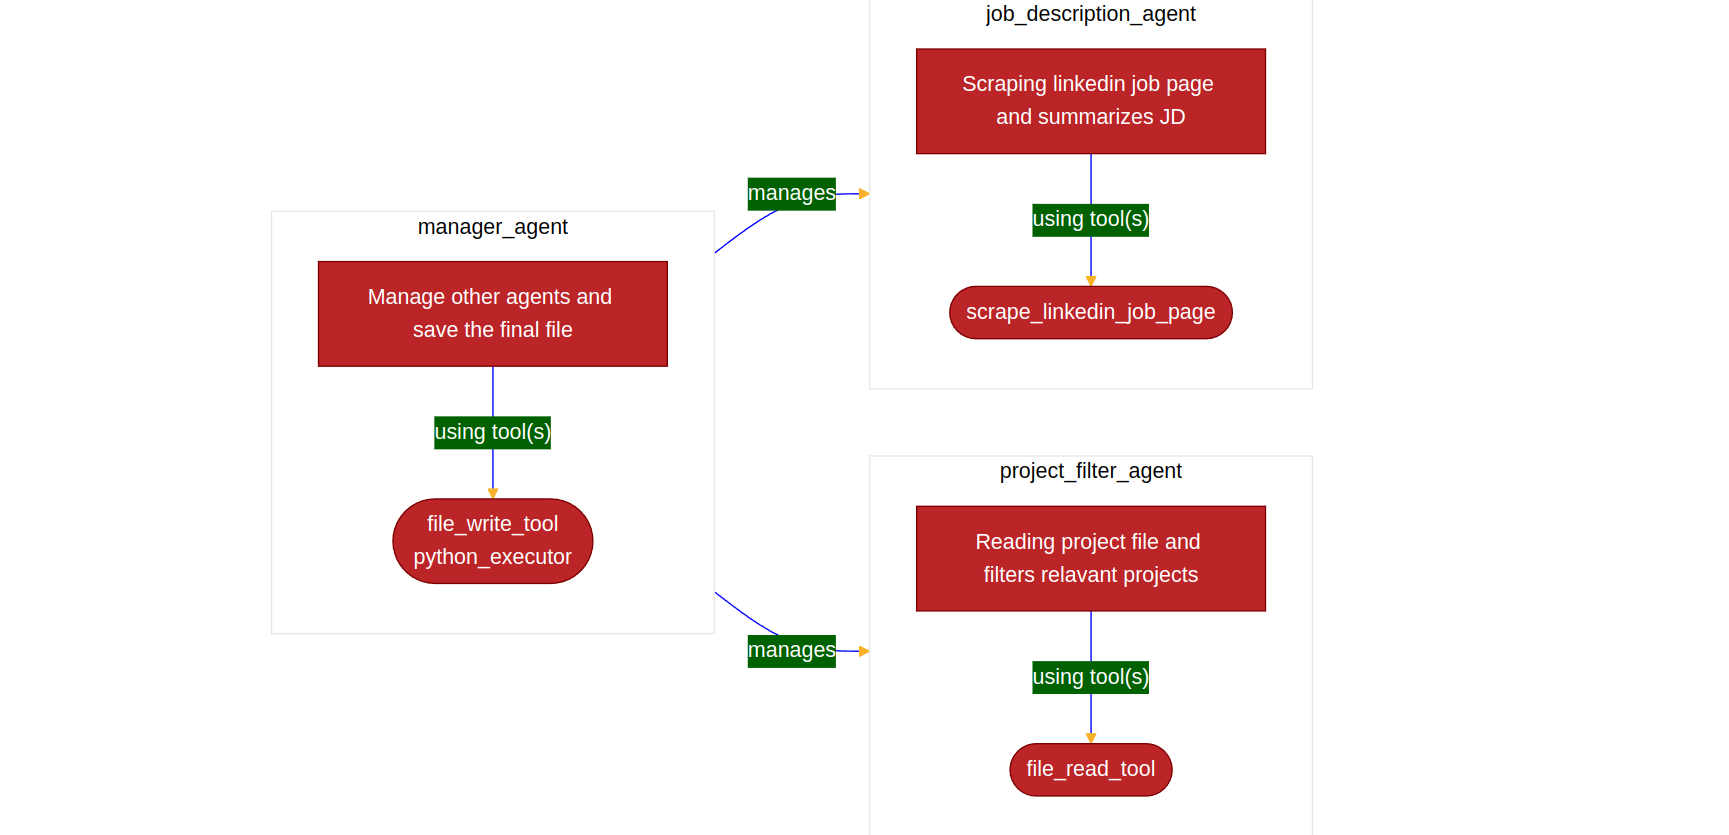 job_description_agent
Scraping linkedin job page
and summarizes JD
using tool(s)
scrape_linkedin_job_page
manages
manager_agent
Manage other agents and
save the final file
using tool(s)
file_write_tool
python_executor
manages
project_filter_agent
Reading project file and
filters relavant projects
using tool(s)
file_read_tool